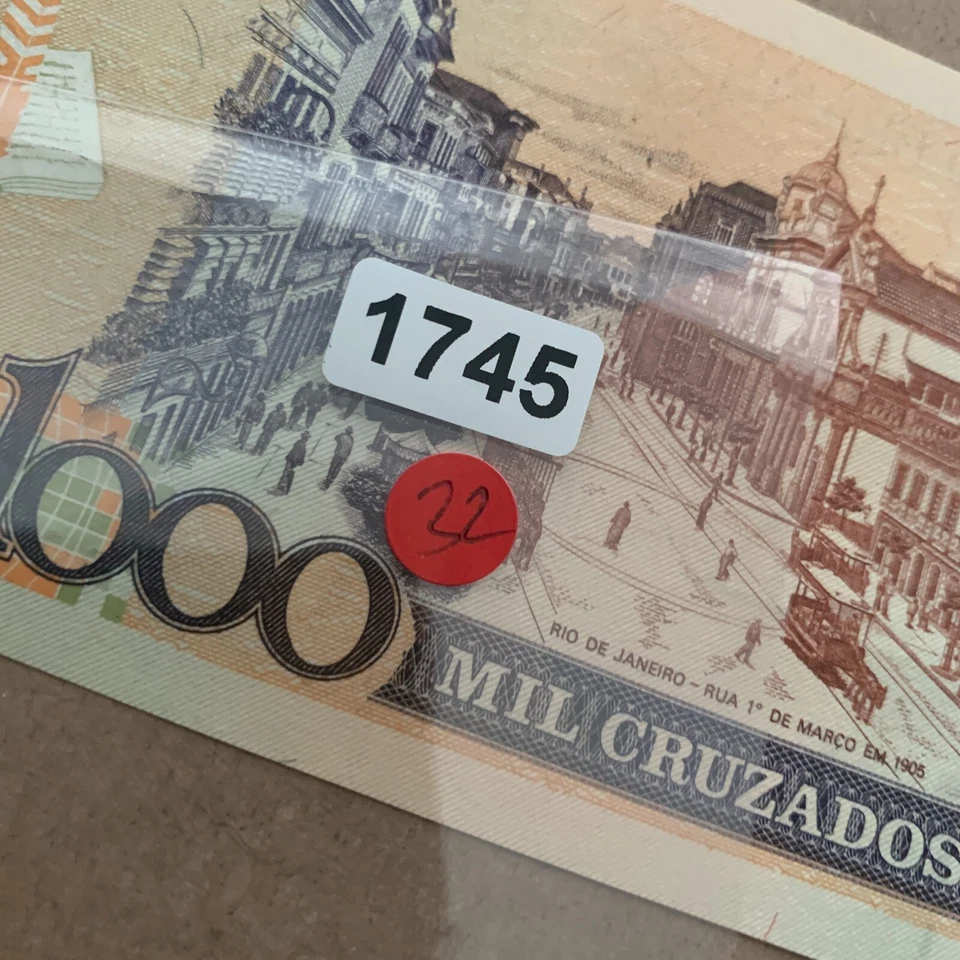 1745
22
1000
RIO DE JANEIRO – RUA 1º DE MARÇO EM 1905
MIL CRUZADOS